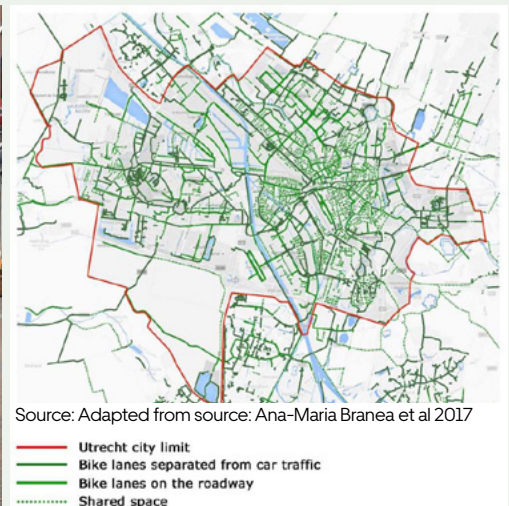 Source: Adapted from source: Ana-Maria Branea et al 2017
Utrecht city limit
Bike lanes separated from car traffic
Bike lanes on the roadway
Shared space